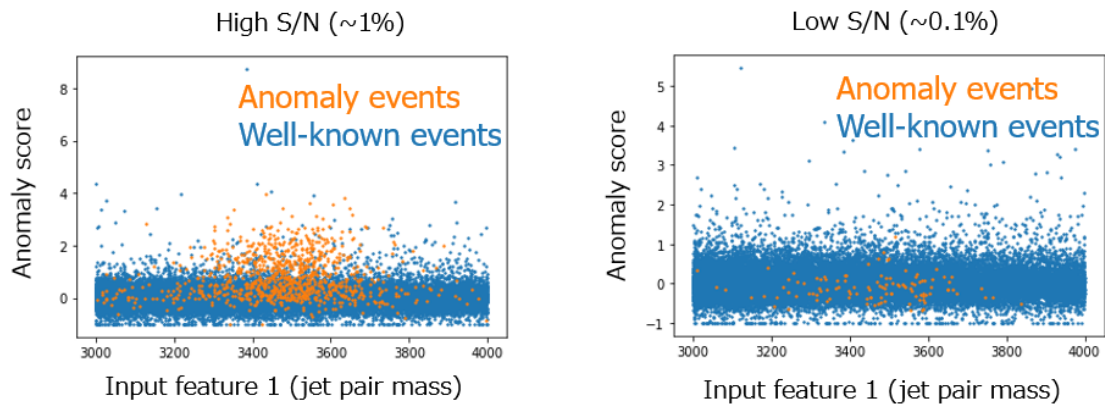 High S/N (~1%)
8
6
4
2
0
Anomaly events
Well-known events
Anomaly score
3000 3200 3400 3600 3800 4000
Input feature 1 (jet pair mass)
Low S/N (~0.1%)
5
4
3
2
1
0
−1
Anomaly events
Well-known events
Anomaly score
3000 3200 3400 3600 3800 4000
Input feature 1 (jet pair mass)